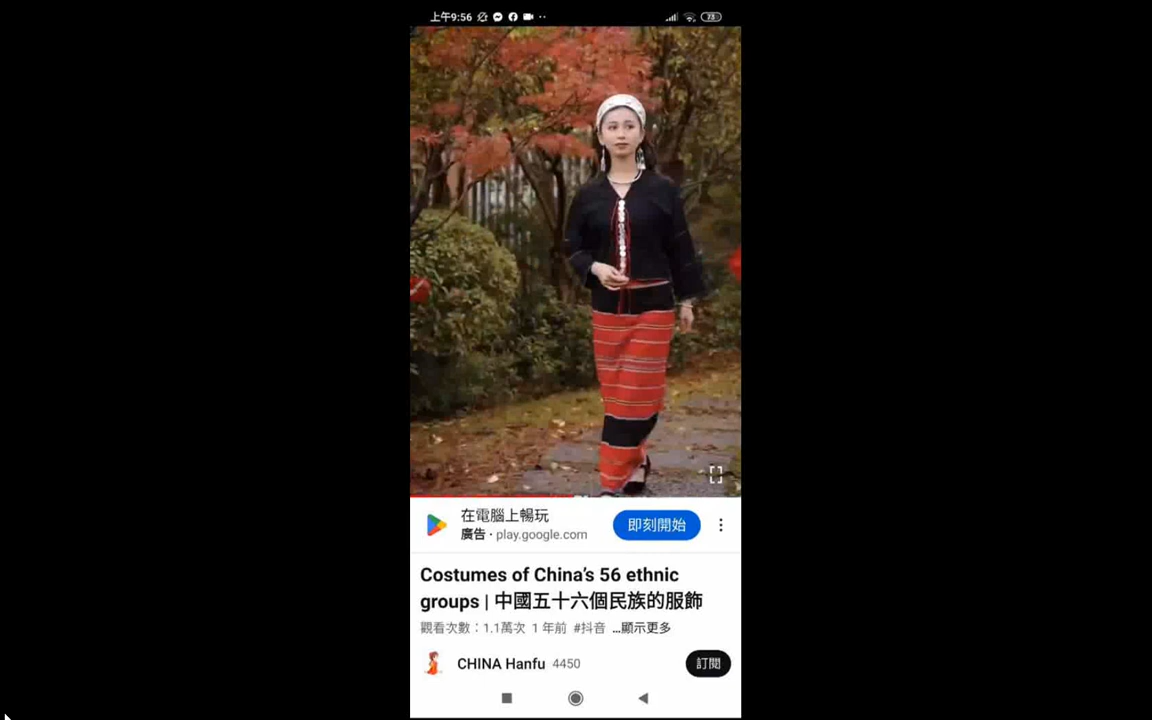 上午9:56
73
在電腦上暢玩
廣告 · play.google.com
即刻開始
Costumes of China's 56 ethnic
groups | 中國五十六個民族的服飾
觀看次數：1.1萬次 1 年前 #抖音 ...顯示更多
CHINA Hanfu 4450
訂閱